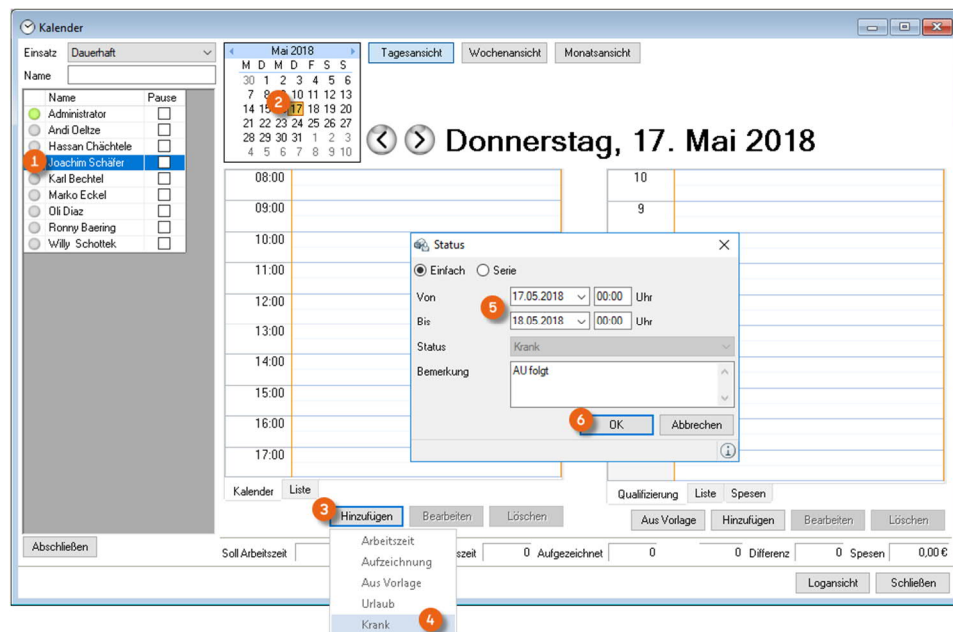 Kalender
Einsatz Dauerhaft
Name
Name Pause
Administrator
Andi Oeltze
Hassan Chächtele
1 Joachim Schäfer
Karl Bechtel
Marko Eckel
Oli Diaz
Ronny Baering
Willy Schottek
Abschließen
Mai 2018
M D M D F S S
30 1 2 3 4 5 6
7 8 10 11 12 13
14 15 2 17 18 19 20
21 22 23 24 25 26 27
28 29 30 31 1 2 3
4 5 6 7 8 9 10
Tagesansicht Wochenansicht Monatsansicht
Donnerstag, 17. Mai 2018
08:00
09:00
10:00
11:00
12:00
13:00
14:00
15:00
16:00
17:00
10
9
Status
Einfach Serie
Von 17.05.2018 00:00 Uhr
5
Bis 18.05.2018 00:00 Uhr
Status Krank
Bemerkung AU folgt
6 OK Abbrechen
Kalender Liste
3 Hinzufügen Bearbeiten Löschen
Arbeitszeit
Aufzeichnung
Aus Vorlage
Urlaub
Krank 4
Qualifizierung Liste Spesen
Aus Vorlage Hinzufügen Bearbeiten Löschen
Soll Arbeitszeit szeit 0 Aufgezeichnet 0 0 Differenz 0 Spesen 0,00 €
Logansicht Schließen